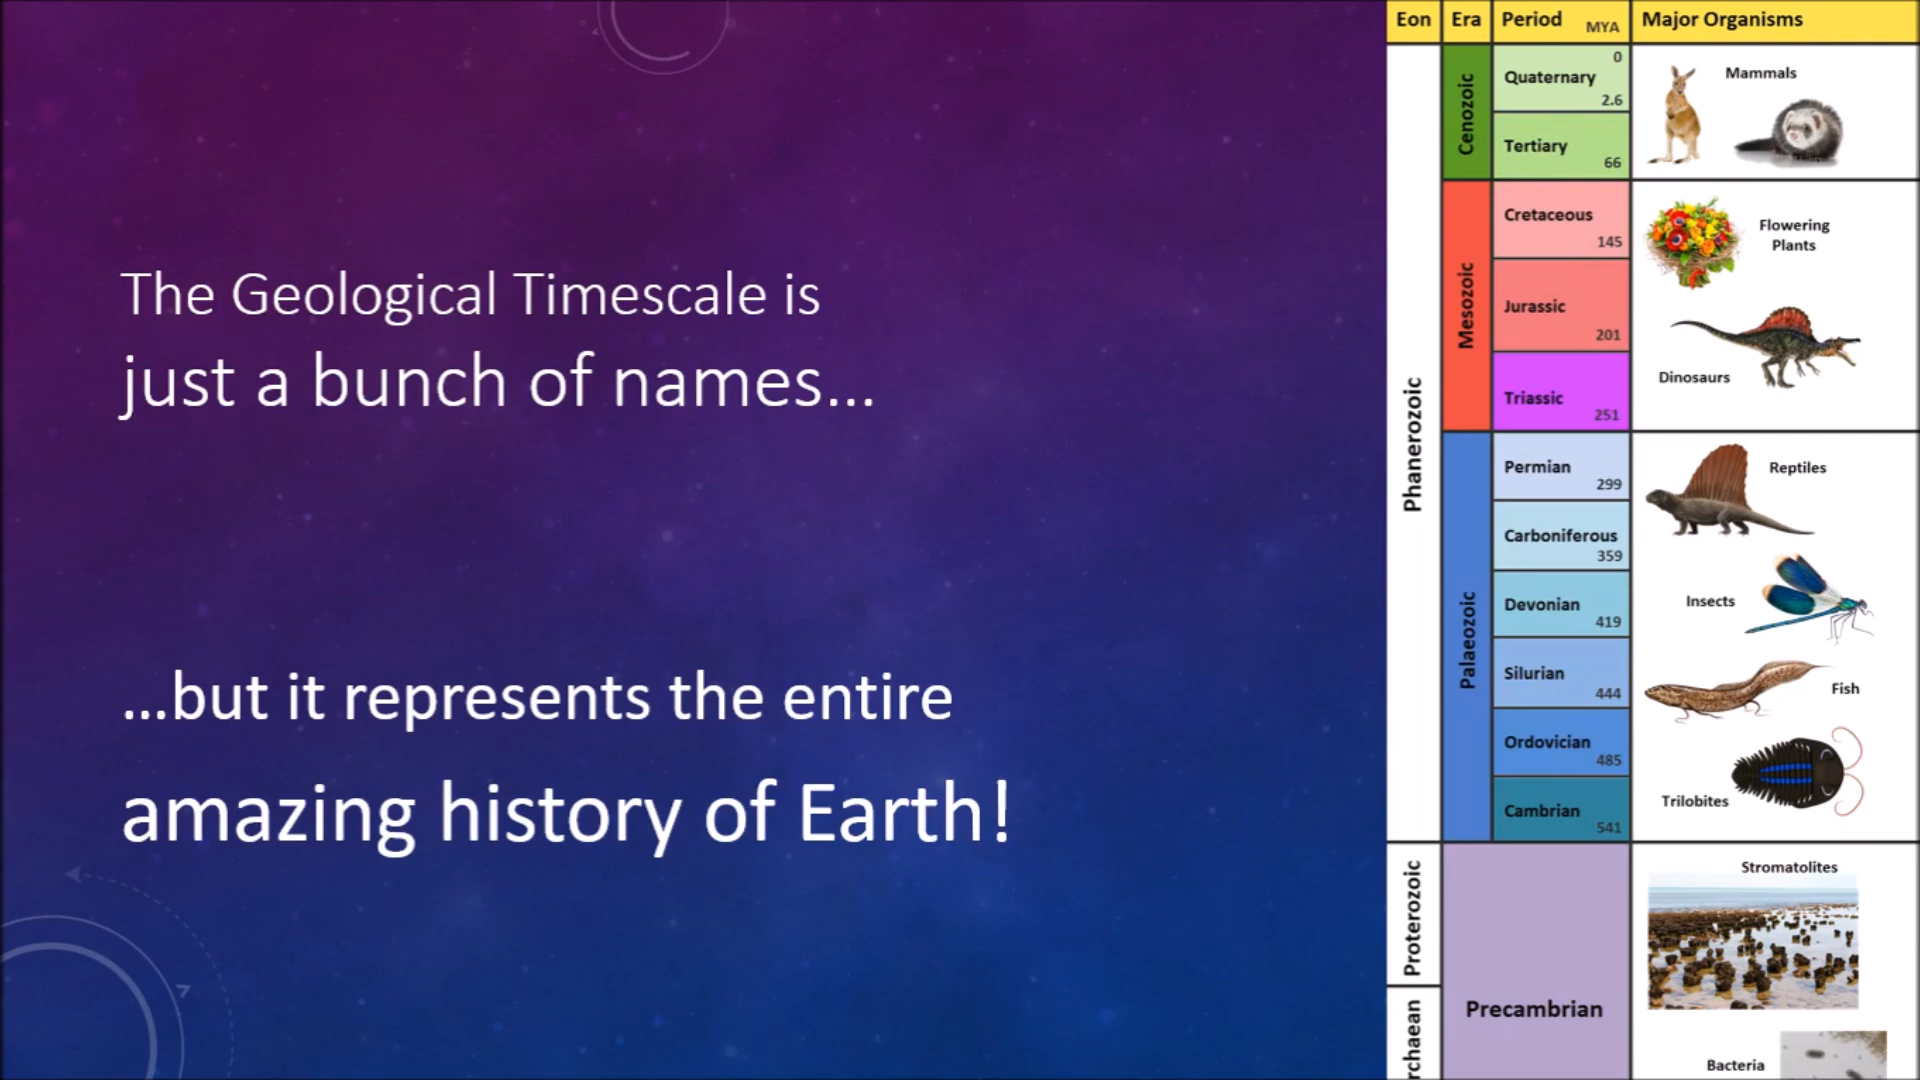 The Geological Timescale is
just a bunch of names...
...but it represents the entire
amazing history of Earth!
Eon Era Period MYA Major Organisms
Phanerozoic
Cenozoic
Quaternary
0
2.6
Tertiary
66
Mammals
Mesozoic
Cretaceous
145
Jurassic
201
Triassic
251
Flowering
Plants
Dinosaurs
Palaeozoic
Permian
299
Carboniferous
359
Devonian
419
Silurian
444
Ordovician
485
Cambrian
541
Reptiles
Insects
Fish
Trilobites
Proterozoic
rchaean
Precambrian
Stromatolites
Bacteria